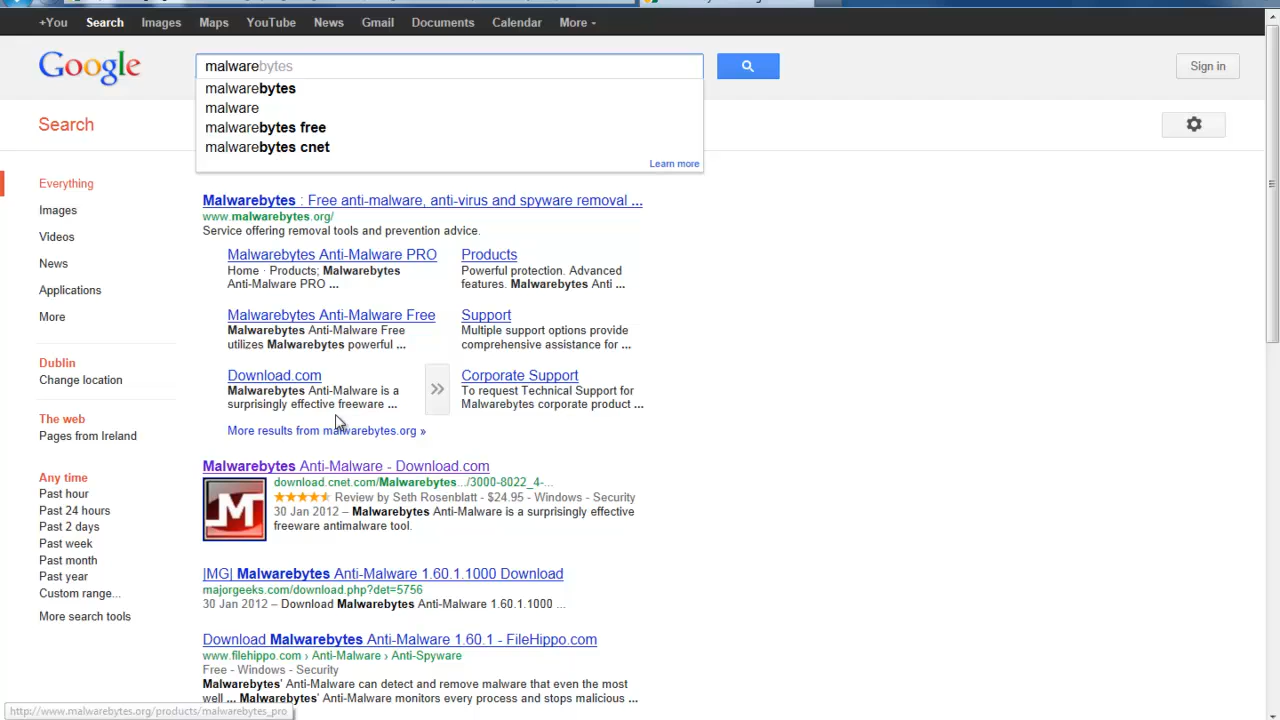 +You Search Images Maps YouTube News Gmail Documents Calendar More
Google
malwarebytes
Sign in
malwarebytes
malware
malwarebytes free
malwarebytes cnet
Learn more
Search
Everything
Images
Videos
News
Applications
More
Dublin
Change location
The web
Pages from Ireland
Any time
Past hour
Past 24 hours
Past 2 days
Past week
Past month
Past year
Custom range...
More search tools
Malwarebytes : Free anti-malware, anti-virus and spyware removal ...
www.malwarebytes.org/
Service offering removal tools and prevention advice.
Malwarebytes Anti-Malware PRO
Home · Products; Malwarebytes
Anti-Malware PRO ...
Products
Powerful protection. Advanced
features. Malwarebytes Anti ...
Malwarebytes Anti-Malware Free
Malwarebytes Anti-Malware Free
utilizes Malwarebytes powerful ...
Support
Multiple support options provide
comprehensive assistance for ...
Download.com
Malwarebytes Anti-Malware is a
surprisingly effective freeware ...
Corporate Support
To request Technical Support for
Malwarebytes corporate product ...
More results from malwarebytes.org »
Malwarebytes Anti-Malware - Download.com
download.cnet.com/Malwarebytes.../3000-8022_4-...
Review by Seth Rosenblatt - $24.95 - Windows - Security
30 Jan 2012 – Malwarebytes Anti-Malware is a surprisingly effective
freeware antimalware tool.
|MG| Malwarebytes Anti-Malware 1.60.1.1000 Download
majorgeeks.com/download.php?det=5756
30 Jan 2012 – Download Malwarebytes Anti-Malware 1.60.1.1000 ...
Download Malwarebytes Anti-Malware 1.60.1 - FileHippo.com
www.filehippo.com › Anti-Malware › Anti-Spyware
Free - Windows - Security
Malwarebytes' Anti-Malware can detect and remove malware that even the most
well ... Malwarebytes' Anti-Malware monitors every process and stops malicious ...
http://www.malwarebytes.org/products/malwarebytes_pro